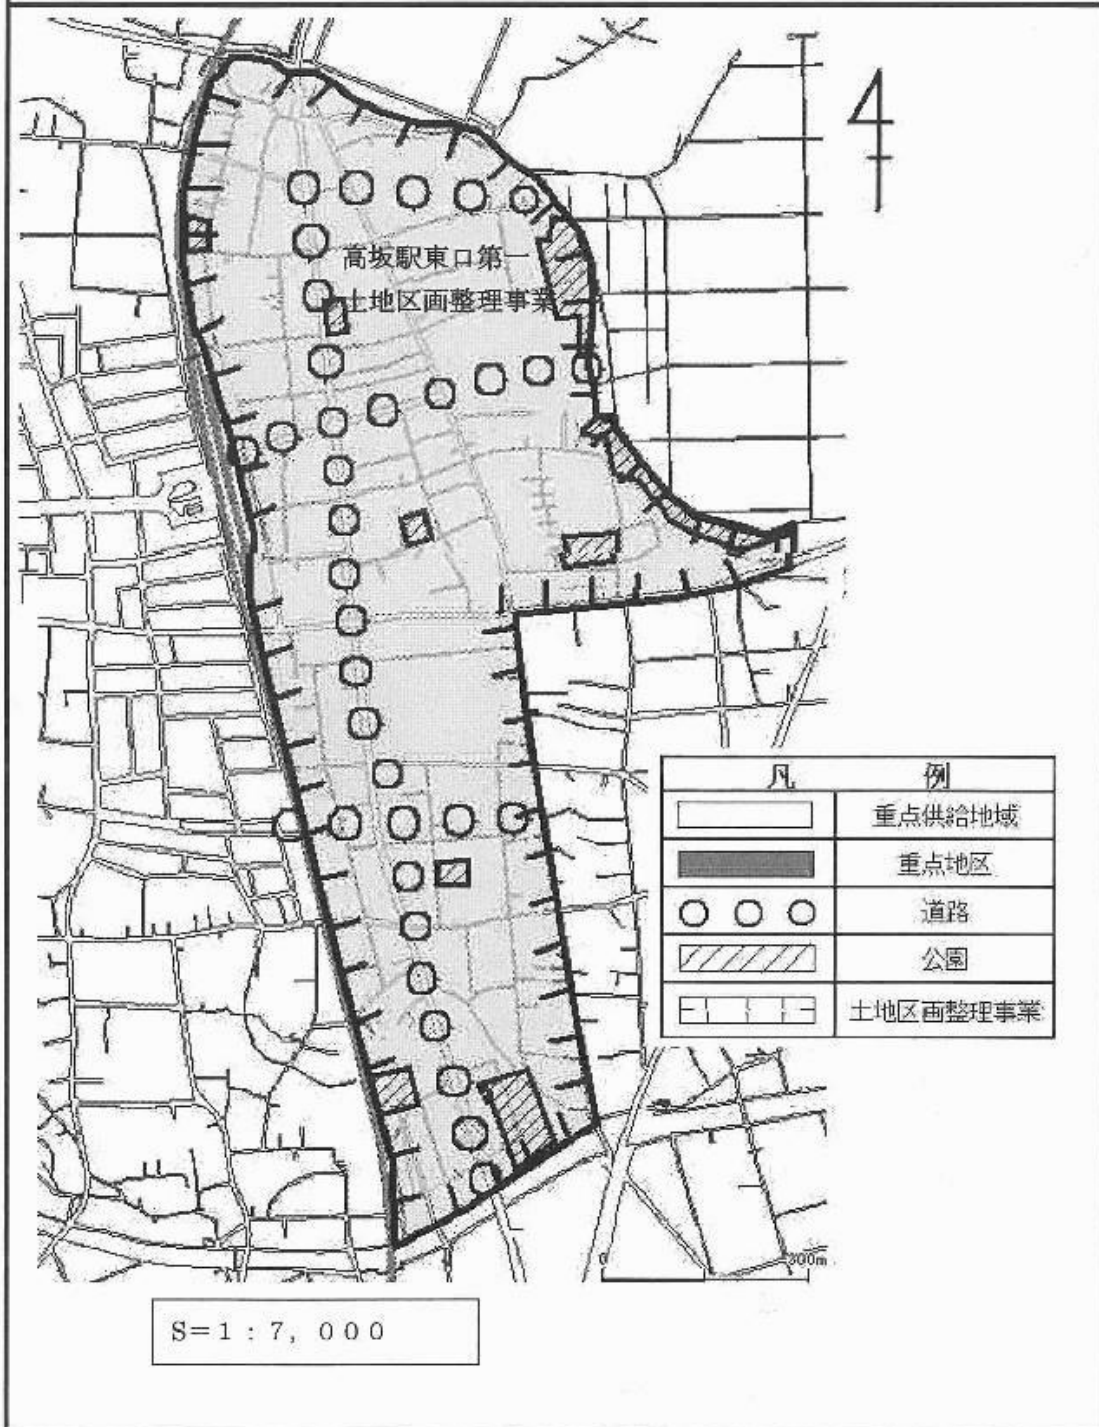 高坂駅東口第一
土地区画整理事業
凡 例
重点供給地域
重点地区
道路
公園
土地区画整理事業
0 300m
S=1:7,000